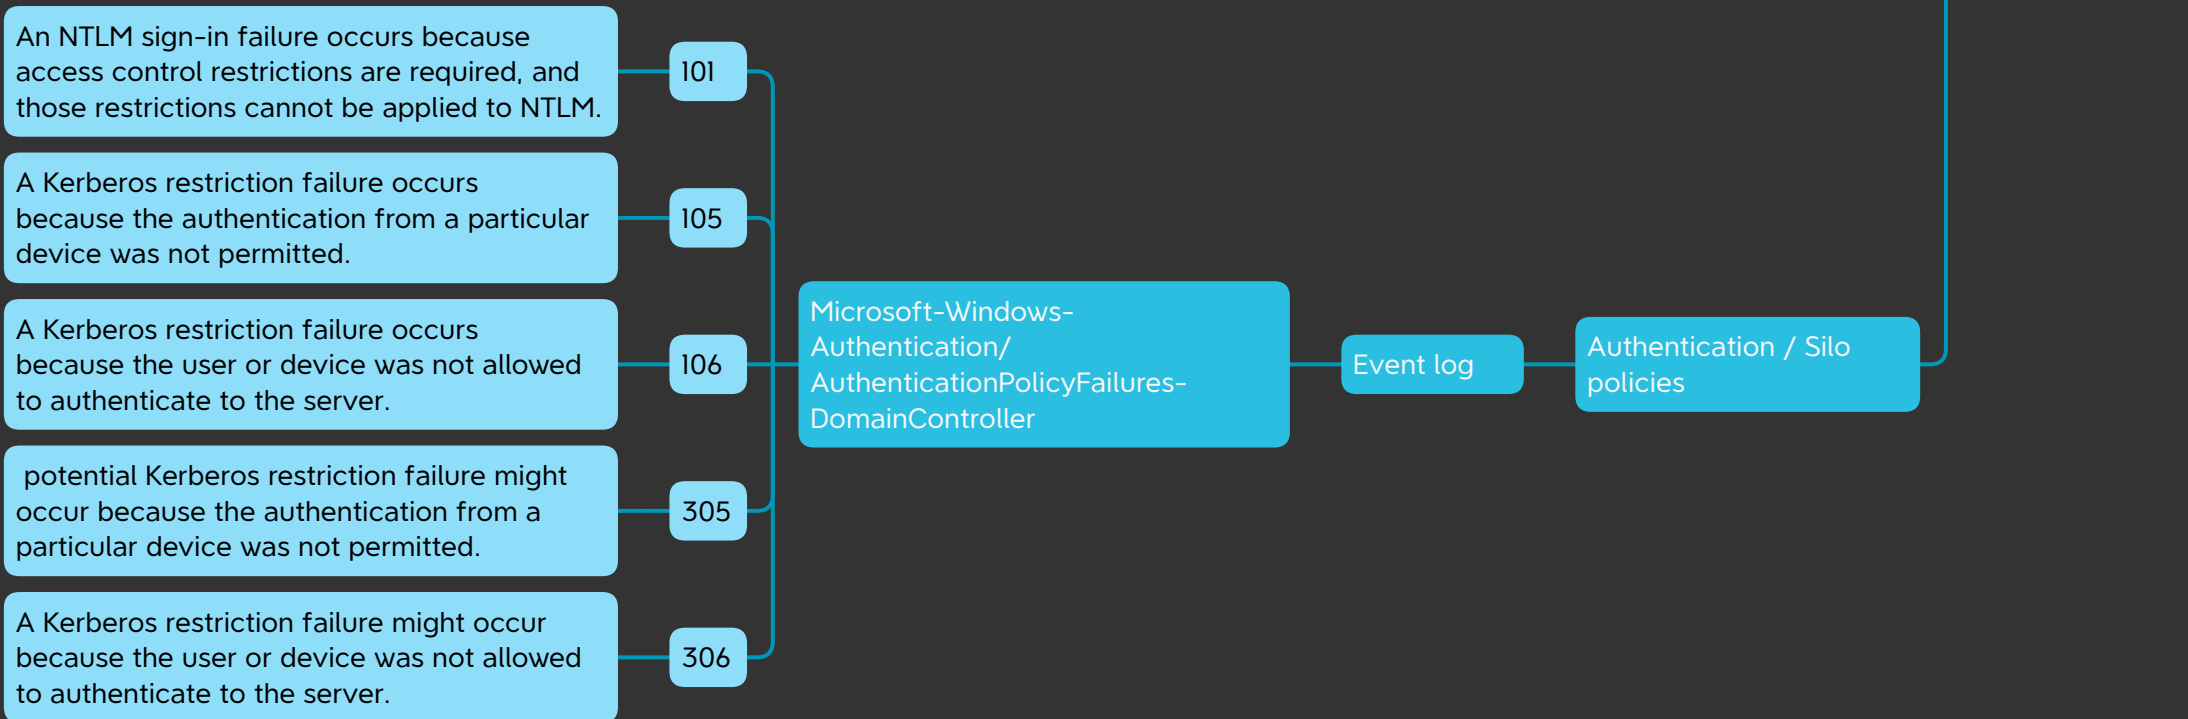 An NTLM sign-in failure occurs because
access control restrictions are required, and
those restrictions cannot be applied to NTLM.
101
A Kerberos restriction failure occurs
because the authentication from a particular
device was not permitted.
105
A Kerberos restriction failure occurs
because the user or device was not allowed
to authenticate to the server.
106
Microsoft-Windows-
Authentication/
AuthenticationPolicyFailures-
DomainController
Event log
Authentication / Silo
policies
potential Kerberos restriction failure might
occur because the authentication from a
particular device was not permitted.
305
A Kerberos restriction failure might occur
because the user or device was not allowed
to authenticate to the server.
306